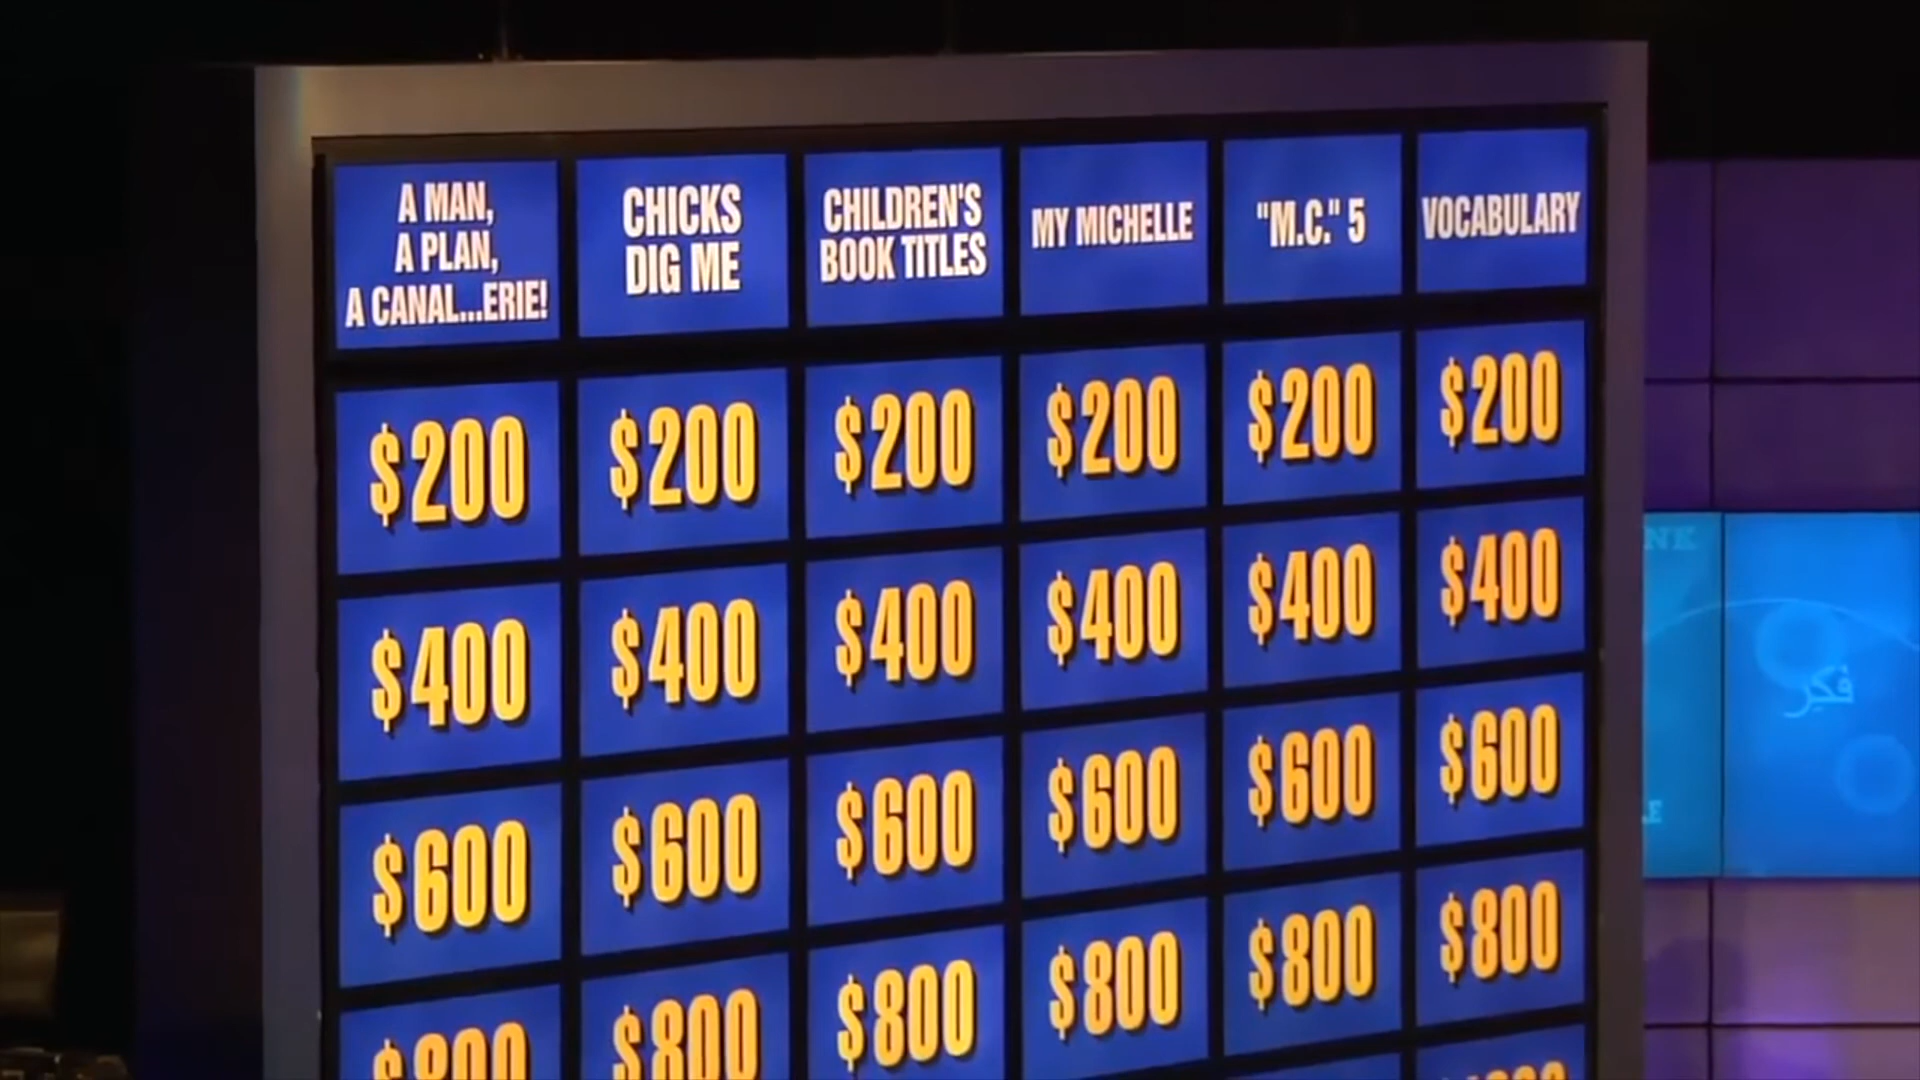 A MAN,
A PLAN,
A CANAL...ERIE!
CHICKS
DIG ME
CHILDREN'S
BOOK TITLES
MY MICHELLE
"M.C." 5
VOCABULARY
$200 $200 $200 $200 $200 $200
$400 $400 $400 $400 $400 $400
$600 $600 $600 $600 $600 $600
$800 $800 $800 $800 $800 $800
NK
فكر